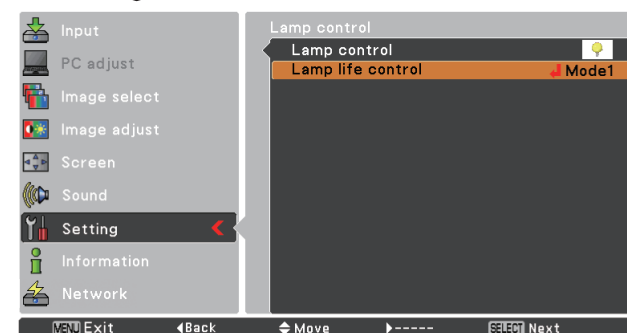 Input
PC adjust
Image select
Image adjust
Screen
Sound
Setting
Information
Network
Lamp control
Lamp control
Lamp life control Mode1
MENU Exit Back Move ----- SELECT Next